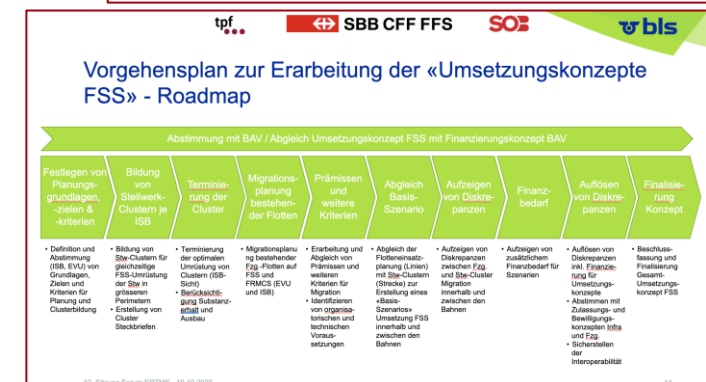 tpf SBB CFF FFS SOB bls
Vorgehensplan zur Erarbeitung der «Umsetzungskonzepte
FSS» - Roadmap
Abstimmung mit BAV / Abgleich Umsetzungskonzept FSS mit Finanzierungskonzept BAV
Festlegen von
Planungs-
grundlagen,
-zielen &
-kriterien
Bildung
von
Stellwerk-
Clustern je
ISB
Terminie-
rung der
Cluster
Migrations-
planung
bestehen-
der Flotten
Prämissen
und
weitere
Kriterien
Abgleich
Basis-
Szenario
Aufzeigen
von Diskre-
panzen
Finanz-
bedarf
Auflösen
von Diskre-
panzen
Finalisie-
rung
Konzept
• Definition und
Abstimmung
(ISB, EVU) von
Grundlagen,
Zielen und
Kriterien für
Planung und
Clusterbildung
• Bildung von
Stw-Clustern für
gleichzeitige
FSS-Umrüstung
der Stw in
grösseren
Perimetern
• Erstellung von
Cluster
Steckbriefen
• Terminierung
der optimalen
Umrüstung von
Clustern (ISB-
Sicht)
• Berücksichti-
gung Substanz-
erhalt und
Ausbau
• Migrationsplanu
ng bestehender
Fzg.-Flotten auf
FSS und
FRMCS (EVU
und ISB)
• Erarbeitung und
Abgleich von
Prämissen und
weiteren
Kriterien für
Migration
• Identifizieren
von organisa-
torischen und
technischen
Voraus-
setzungen
• Abgleich der
Flotteneinsatz-
planung (Linien)
mit Stw-Clustern
(Strecke) zur
Erstellung eines
«Basis-
Szenarios»
Umsetzung FSS
innerhalb und
zwischen den
Bahnen
• Aufzeigen von
Diskrepanzen
zwischen Fzg.
und Stw-Cluster
Migration
innerhalb und
zwischen den
Bahnen
• Aufzeigen von
zusätzlichem
Finanzbedarf für
Szenarien
• Auflösen von
Diskrepanzen
inkl. Finanzie-
rung für
Umsetzungs-
konzepte
• Abstimmen mit
Zulassungs- und
Bewilligungs-
konzepten Infra
und Fzg.
• Sicherstellen
der
Interoperabilität
• Beschluss-
fassung und
Finalisierung
Gesamt-
Umsetzungs-
konzept FSS